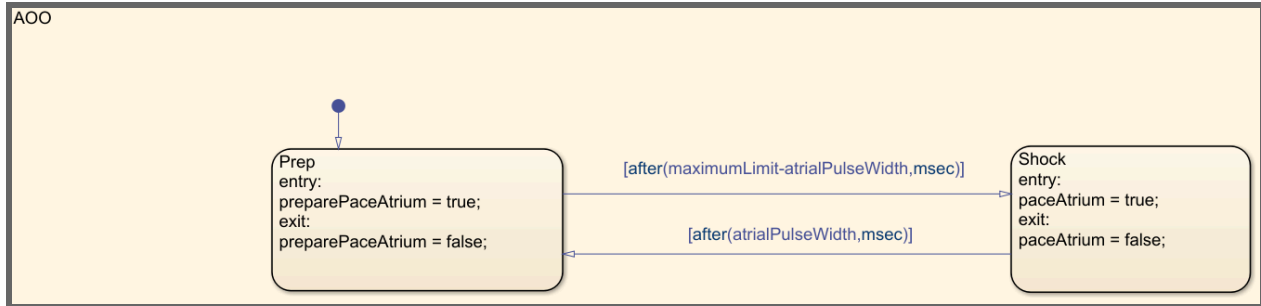 AOO
Prep
entry:
preparePaceAtrium = true;
exit:
preparePaceAtrium = false;
[after(maximumLimit-atrialPulseWidth,msec)]
[after(atrialPulseWidth,msec)]
Shock
entry:
paceAtrium = true;
exit:
paceAtrium = false;